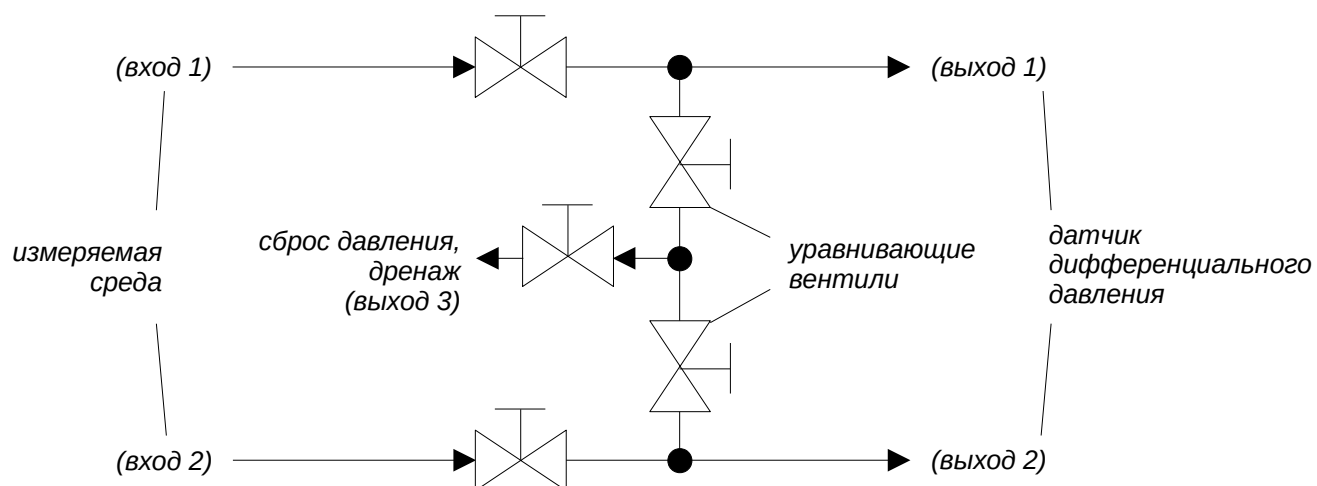 (вход 1)
(выход 1)
измеряемая
среда
сброс давления,
дренаж
(выход 3)
уравнивающие
вентили
датчик
дифференциального
давления
(вход 2)
(выход 2)